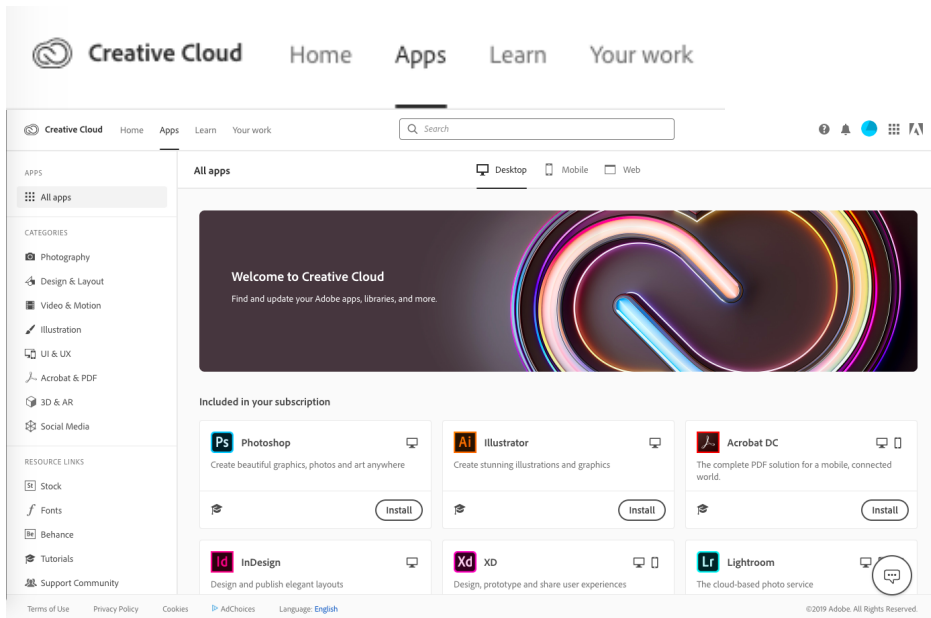 Creative Cloud Home Apps Learn Your work
Creative Cloud Home Apps Learn Your work Search
APPS
All apps
CATEGORIES
Photography
Design & Layout
Video & Motion
Illustration
UI & UX
Acrobat & PDF
3D & AR
Social Media
RESOURCE LINKS
St Stock
Fonts
Be Behance
Tutorials
Support Community
All apps Desktop Mobile Web
Welcome to Creative Cloud
Find and update your Adobe apps, libraries, and more.
Included in your subscription
Ps Photoshop
Create beautiful graphics, photos and art anywhere
Install
Ai Illustrator
Create stunning illustrations and graphics
Install
Acrobat DC
The complete PDF solution for a mobile, connected
world.
Install
Id InDesign
Design and publish elegant layouts
Xd XD
Design, prototype and share user experiences
Lr Lightroom
The cloud-based photo service
Terms of Use Privacy Policy Cookies AdChoices Language: English ©2019 Adobe. All Rights Reserved.